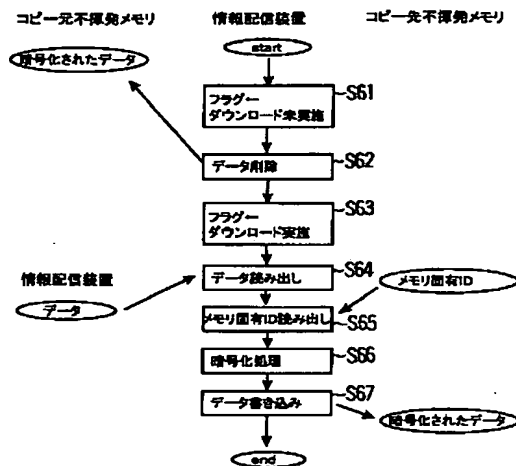 コピー元不揮発メモリ
情報配信装置
コピー先不揮発メモリ
start
暗号化されたデータ
フラグー
ダウンロード未実施
S61
データ削除
S62
フラグー
ダウンロード実施
S63
データ読み出し
S64
情報配信装置
データ
メモリ固有ID
メモリ固有ID読み出し
S65
暗号化処理
S66
データ書き込み
S67
暗号化されたデータ
end